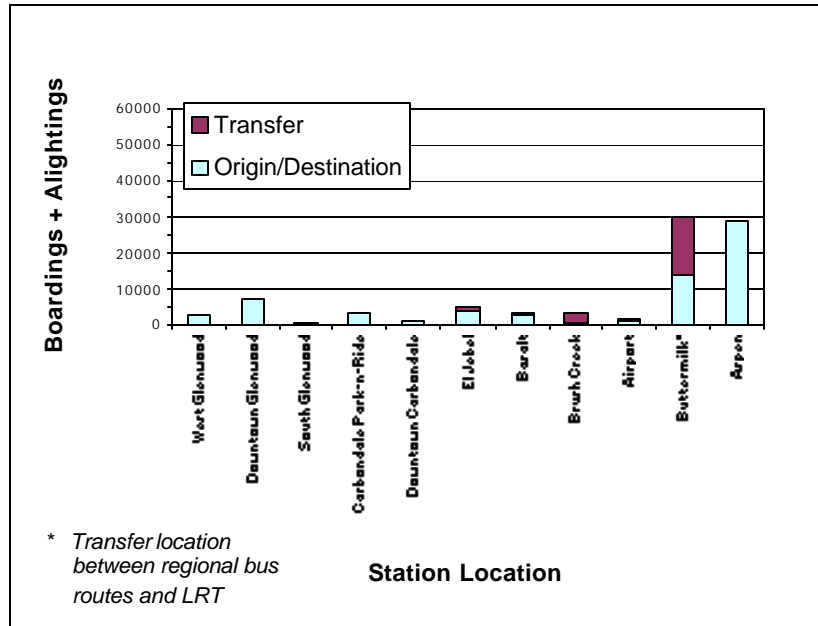 Boardings + Alightings
60000
50000
40000
30000
20000
10000
0
Transfer
Origin/Destination
West Glenwood
Downtown Glenwood
South Glenwood
Carbondale Park-n-Ride
Downtown Carbondale
El Jebel
Basalt
Brush Creek
Airport
Buttermilk*
Aspen
* Transfer location
between regional bus
routes and LRT
Station Location